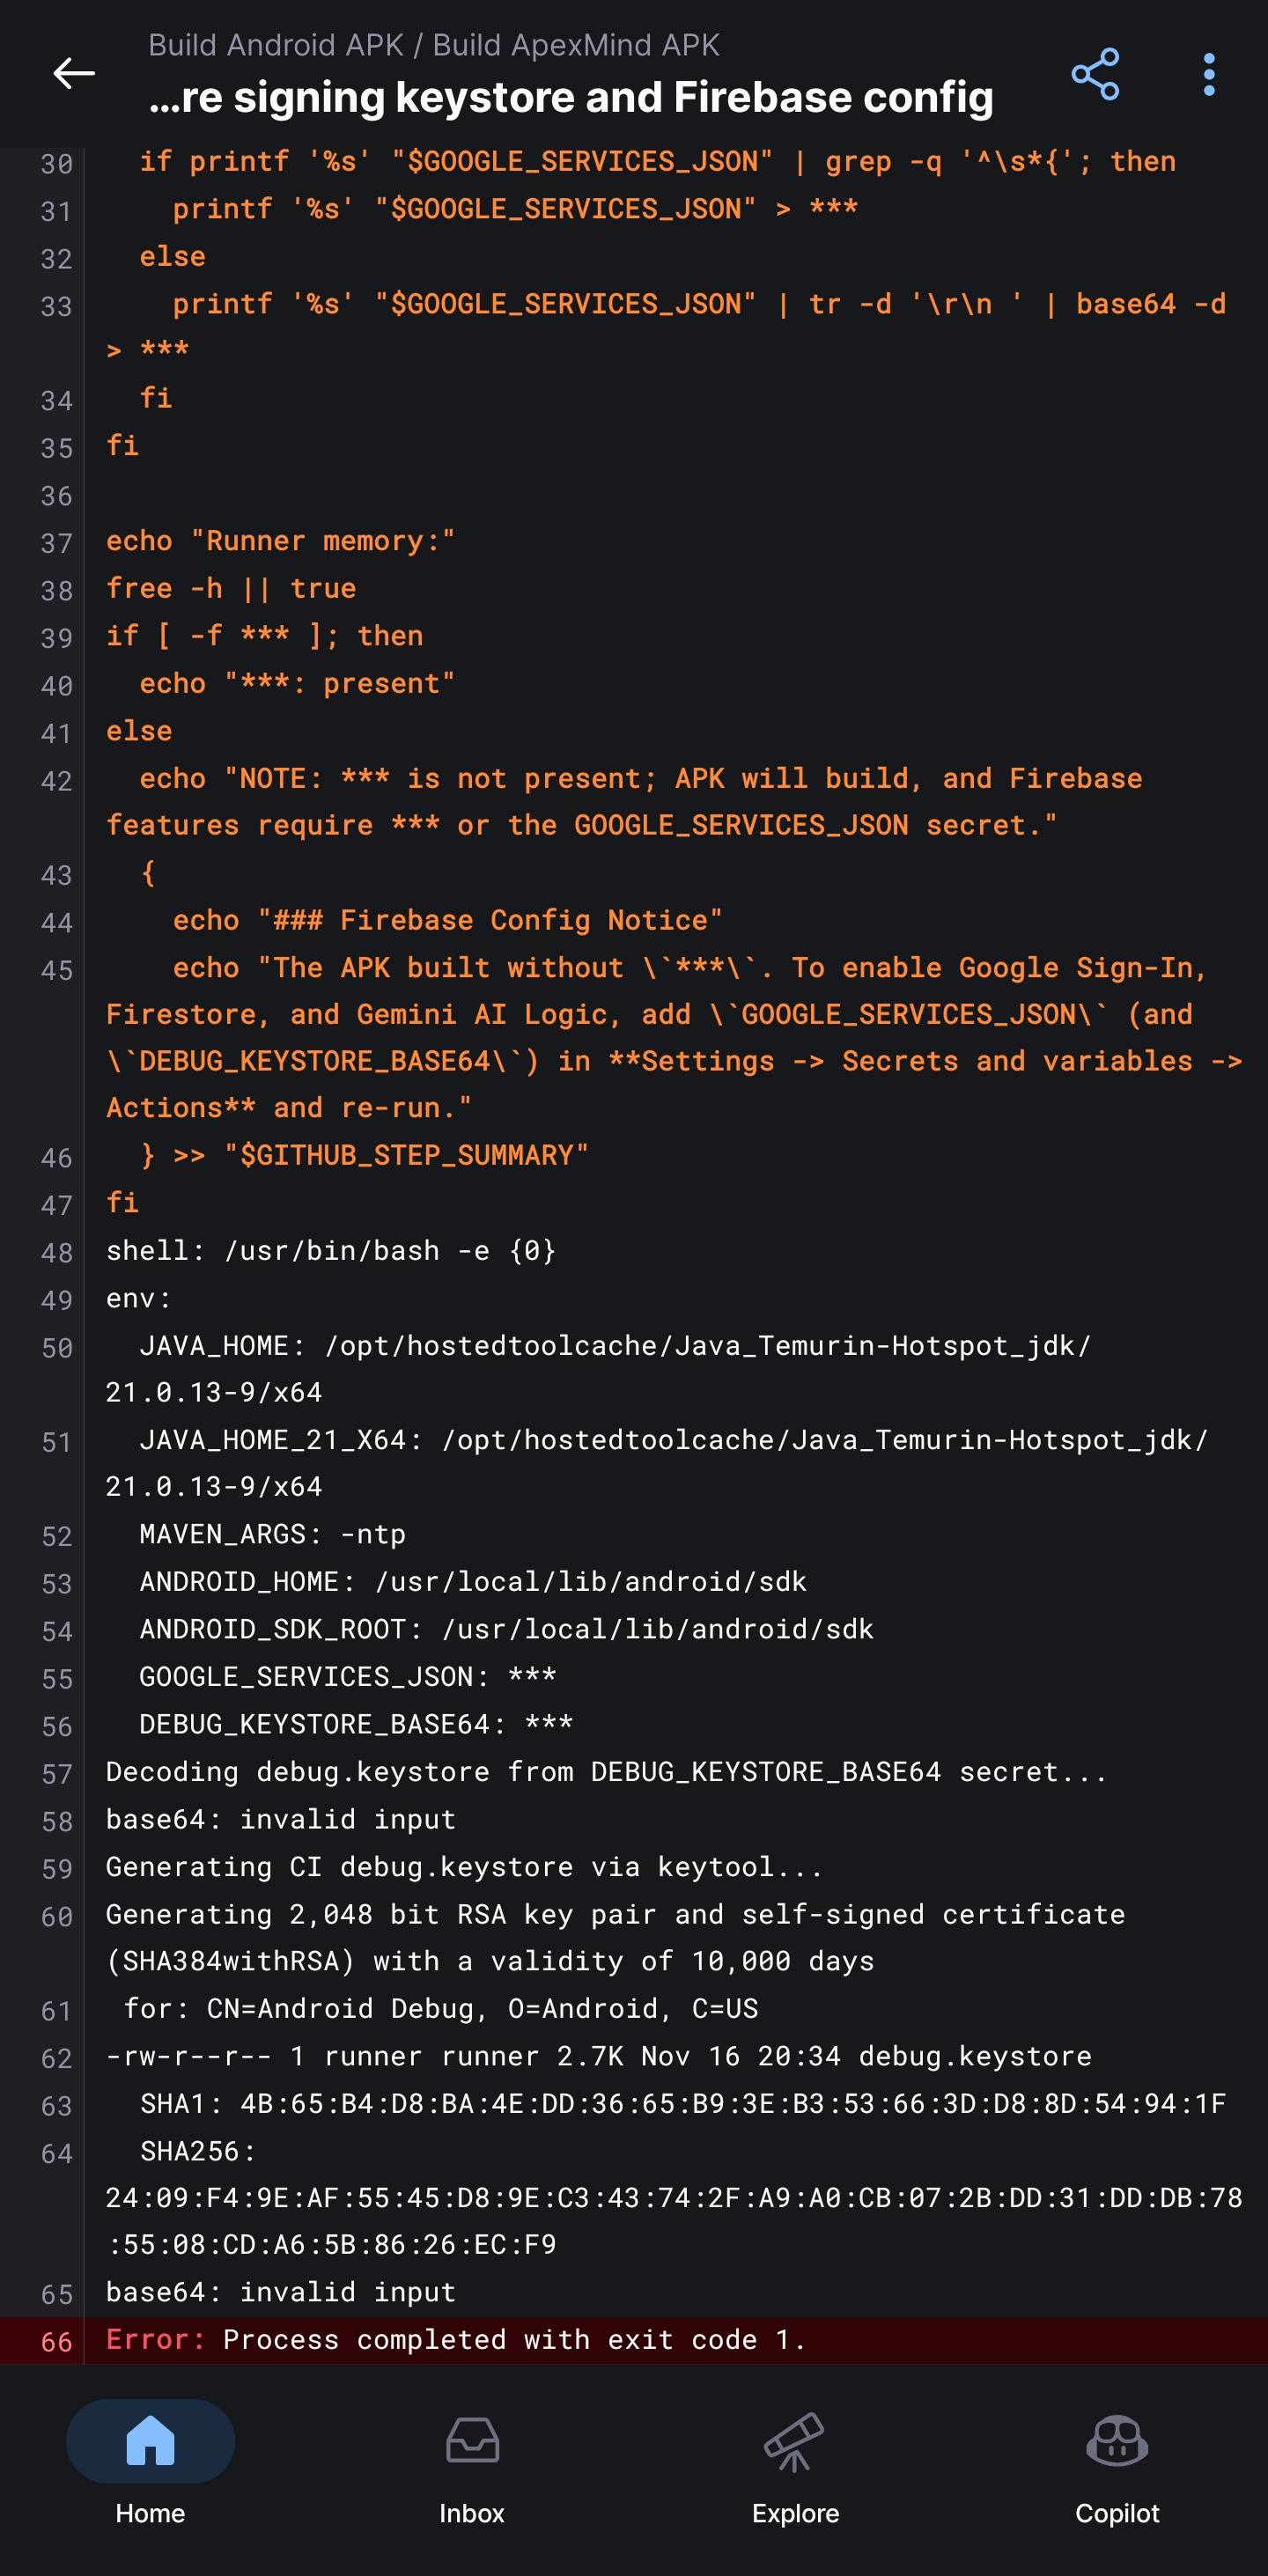 Build Android APK / Build ApexMind APK
...re signing keystore and Firebase config
30 if printf '%s' "$GOOGLE_SERVICES_JSON" | grep -q '^\s*{'; then
31 printf '%s' "$GOOGLE_SERVICES_JSON" > ***
32 else
33 printf '%s' "$GOOGLE_SERVICES_JSON" | tr -d '\r\n ' | base64 -d
> ***
34 fi
35 fi
36
37 echo "Runner memory:"
38 free -h || true
39 if [ -f *** ]; then
40 echo "***: present"
41 else
42 echo "NOTE: *** is not present; APK will build, and Firebase
features require *** or the GOOGLE_SERVICES_JSON secret."
43 {
44 echo "### Firebase Config Notice"
45 echo "The APK built without \`***\`. To enable Google Sign-In,
Firestore, and Gemini AI Logic, add \`GOOGLE_SERVICES_JSON\` (and
\`DEBUG_KEYSTORE_BASE64\`) in **Settings -> Secrets and variables ->
Actions** and re-run."
46 } >> "$GITHUB_STEP_SUMMARY"
47 fi
48 shell: /usr/bin/bash -e {0}
49 env:
50 JAVA_HOME: /opt/hostedtoolcache/Java_Temurin-Hotspot_jdk/
21.0.13-9/x64
51 JAVA_HOME_21_X64: /opt/hostedtoolcache/Java_Temurin-Hotspot_jdk/
21.0.13-9/x64
52 MAVEN_ARGS: -ntp
53 ANDROID_HOME: /usr/local/lib/android/sdk
54 ANDROID_SDK_ROOT: /usr/local/lib/android/sdk
55 GOOGLE_SERVICES_JSON: ***
56 DEBUG_KEYSTORE_BASE64: ***
57 Decoding debug.keystore from DEBUG_KEYSTORE_BASE64 secret...
58 base64: invalid input
59 Generating CI debug.keystore via keytool...
60 Generating 2,048 bit RSA key pair and self-signed certificate
(SHA384withRSA) with a validity of 10,000 days
61 for: CN=Android Debug, O=Android, C=US
62 -rw-r--r-- 1 runner runner 2.7K Nov 16 20:34 debug.keystore
63 SHA1: 4B:65:B4:D8:BA:4E:DD:36:65:B9:3E:B3:53:66:3D:D8:8D:54:94:1F
64 SHA256:
24:09:F4:9E:AF:55:45:D8:9E:C3:43:74:2F:A9:A0:CB:07:2B:DD:31:DD:DB:78
:55:08:CD:A6:5B:86:26:EC:F9
65 base64: invalid input
66 Error: Process completed with exit code 1.
Home
Inbox
Explore
Copilot